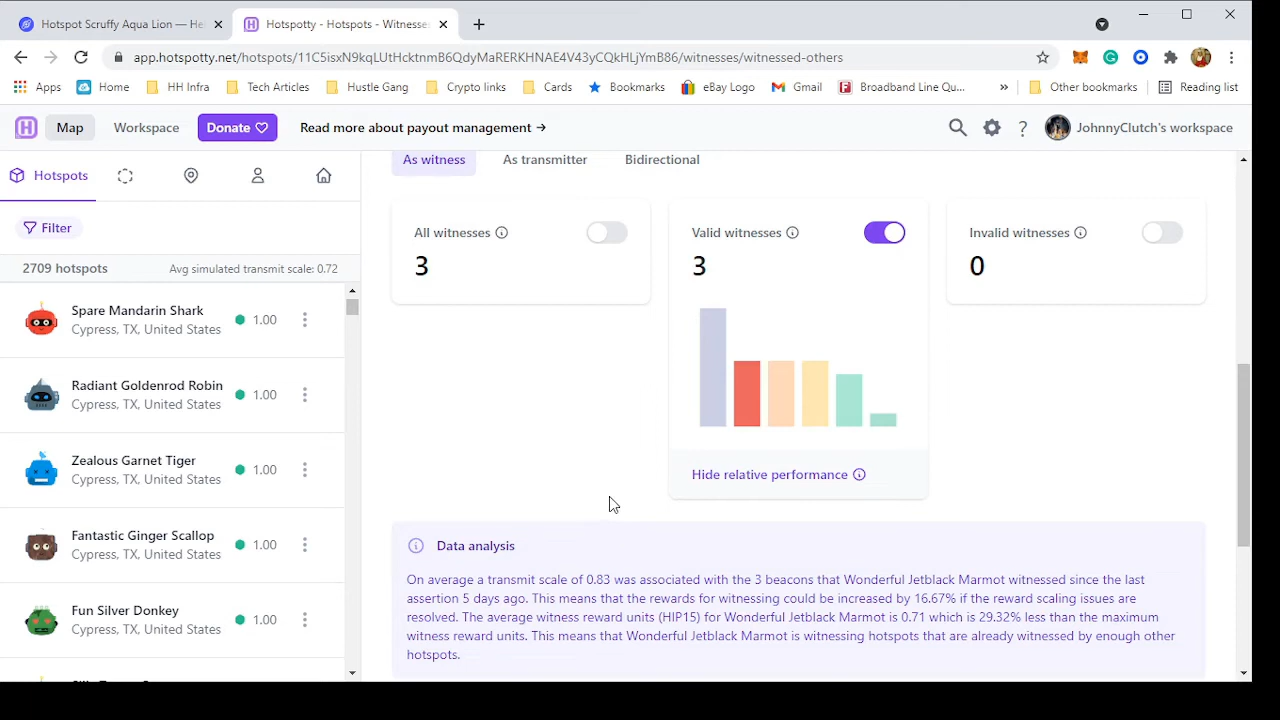 Hotspot Scruffy Aqua Lion — He
Hotspotty - Hotspots - Witnesse
app.hotspotty.net/hotspots/11C5isxN9koLUtHcktnmB6QdyMaRERKHNAE4V43yCQkHLjYmB86/witnesses/witnessed-others
Apps Home HH Infra Tech Articles Hustle Gang Crypto links Cards Bookmarks eBay Logo Gmail Broadband Line Qu... » Other bookmarks Reading list
Map Workspace Donate Read more about payout management → ? JohnnyClutch's workspace
Hotspots
Filter
2709 hotspots Avg simulated transmit scale: 0.72
Spare Mandarin Shark
Cypress, TX, United States 1.00
Radiant Goldenrod Robin
Cypress, TX, United States 1.00
Zealous Garnet Tiger
Cypress, TX, United States 1.00
Fantastic Ginger Scallop
Cypress, TX, United States 1.00
Fun Silver Donkey
Cypress, TX, United States 1.00
As witness As transmitter Bidirectional
All witnesses
3
Valid witnesses
3
Hide relative performance
Invalid witnesses
0
Data analysis
On average a transmit scale of 0.83 was associated with the 3 beacons that Wonderful Jetblack Marmot witnessed since the last
assertion 5 days ago. This means that the rewards for witnessing could be increased by 16.67% if the reward scaling issues are
resolved. The average witness reward units (HIP15) for Wonderful Jetblack Marmot is 0.71 which is 29.32% less than the maximum
witness reward units. This means that Wonderful Jetblack Marmot is witnessing hotspots that are already witnessed by enough other
hotspots.